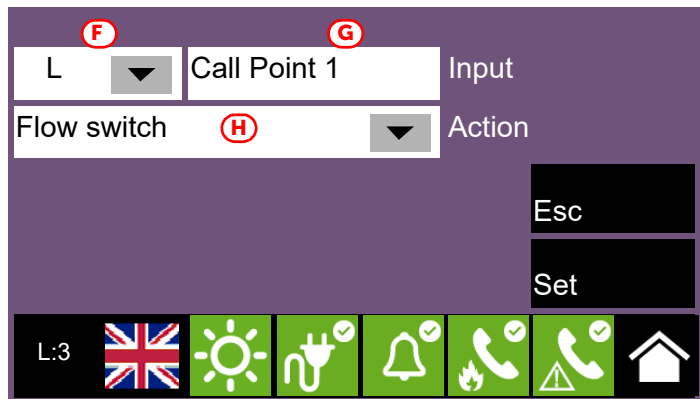 F G
L Call Point 1 Input
Flow switch H Action
Esc
Set
L:3